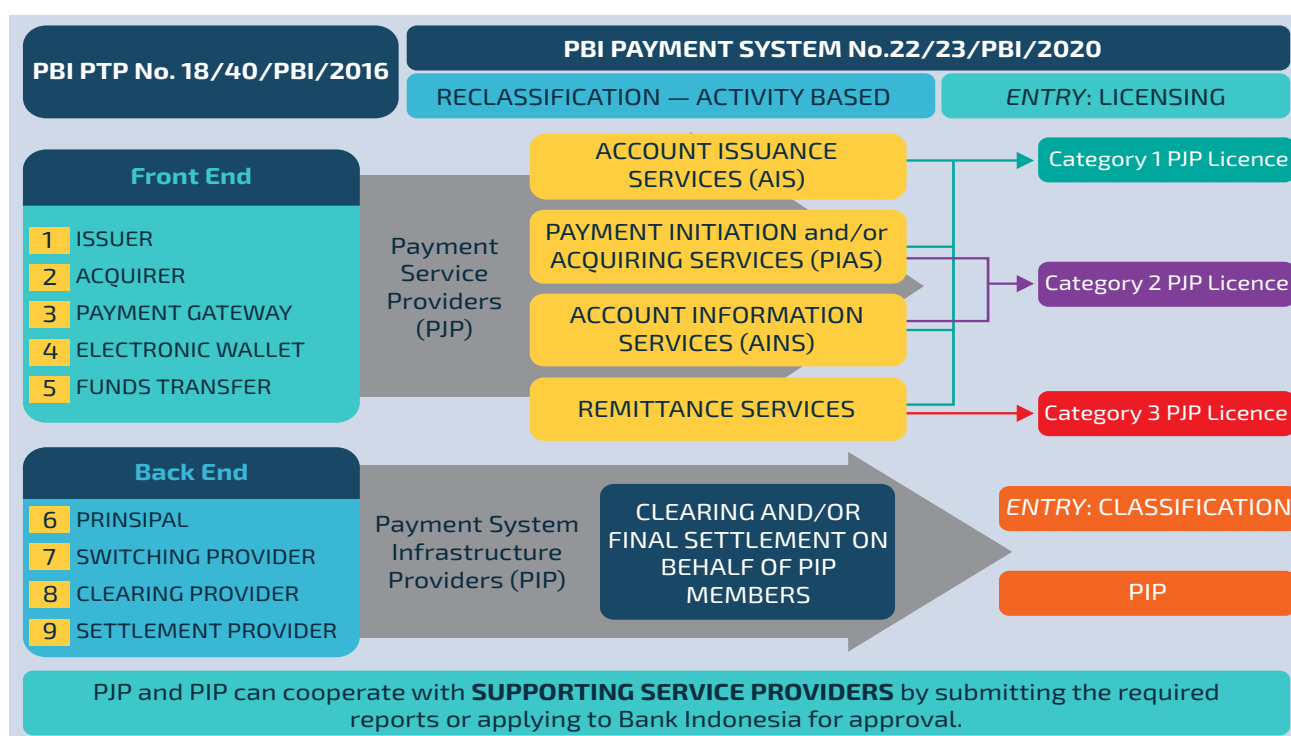 PBI PTP No. 18/40/PBI/2016
PBI PAYMENT SYSTEM No.22/23/PBI/2020
RECLASSIFICATION — ACTIVITY BASED
ENTRY: LICENSING
Front End
1 ISSUER
2 ACQUIRER
3 PAYMENT GATEWAY
4 ELECTRONIC WALLET
5 FUNDS TRANSFER
Payment
Service
Providers
(PJP)
ACCOUNT ISSUANCE
SERVICES (AIS)
PAYMENT INITIATION and/or
ACQUIRING SERVICES (PIAS)
ACCOUNT INFORMATION
SERVICES (AINS)
REMITTANCE SERVICES
Category 1 PJP Licence
Category 2 PJP Licence
Category 3 PJP Licence
Back End
6 PRINSIPAL
7 SWITCHING PROVIDER
8 CLEARING PROVIDER
9 SETTLEMENT PROVIDER
Payment System
Infrastructure
Providers (PIP)
CLEARING AND/OR
FINAL SETTLEMENT ON
BEHALF OF PIP
MEMBERS
ENTRY: CLASSIFICATION
PIP
PJP and PIP can cooperate with SUPPORTING SERVICE PROVIDERS by submitting the required
reports or applying to Bank Indonesia for approval.